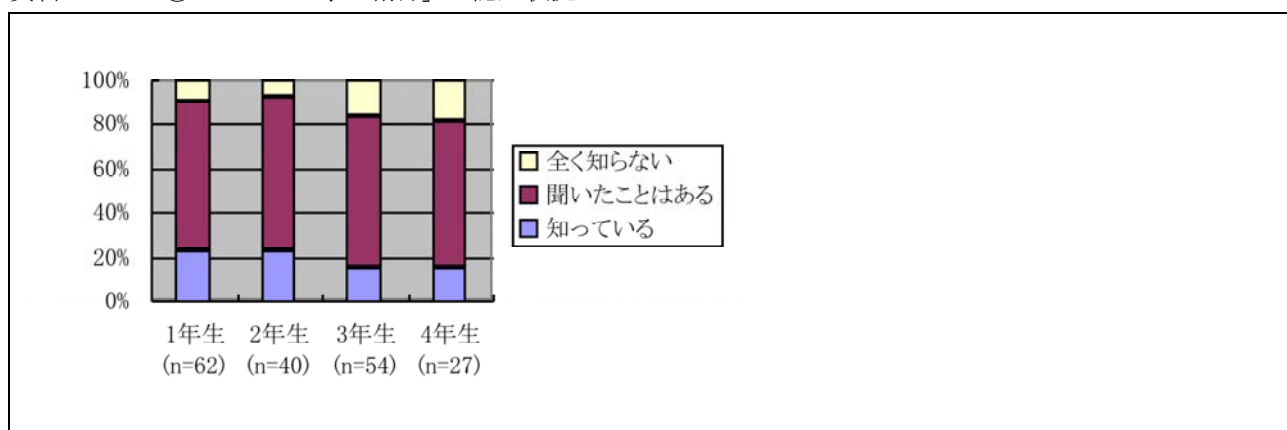 100%
80%
60%
40%
20%
0%
1年生 2年生 3年生 4年生
(n=62) (n=40) (n=54) (n=27)
全く知らない
聞いたことはある
知っている